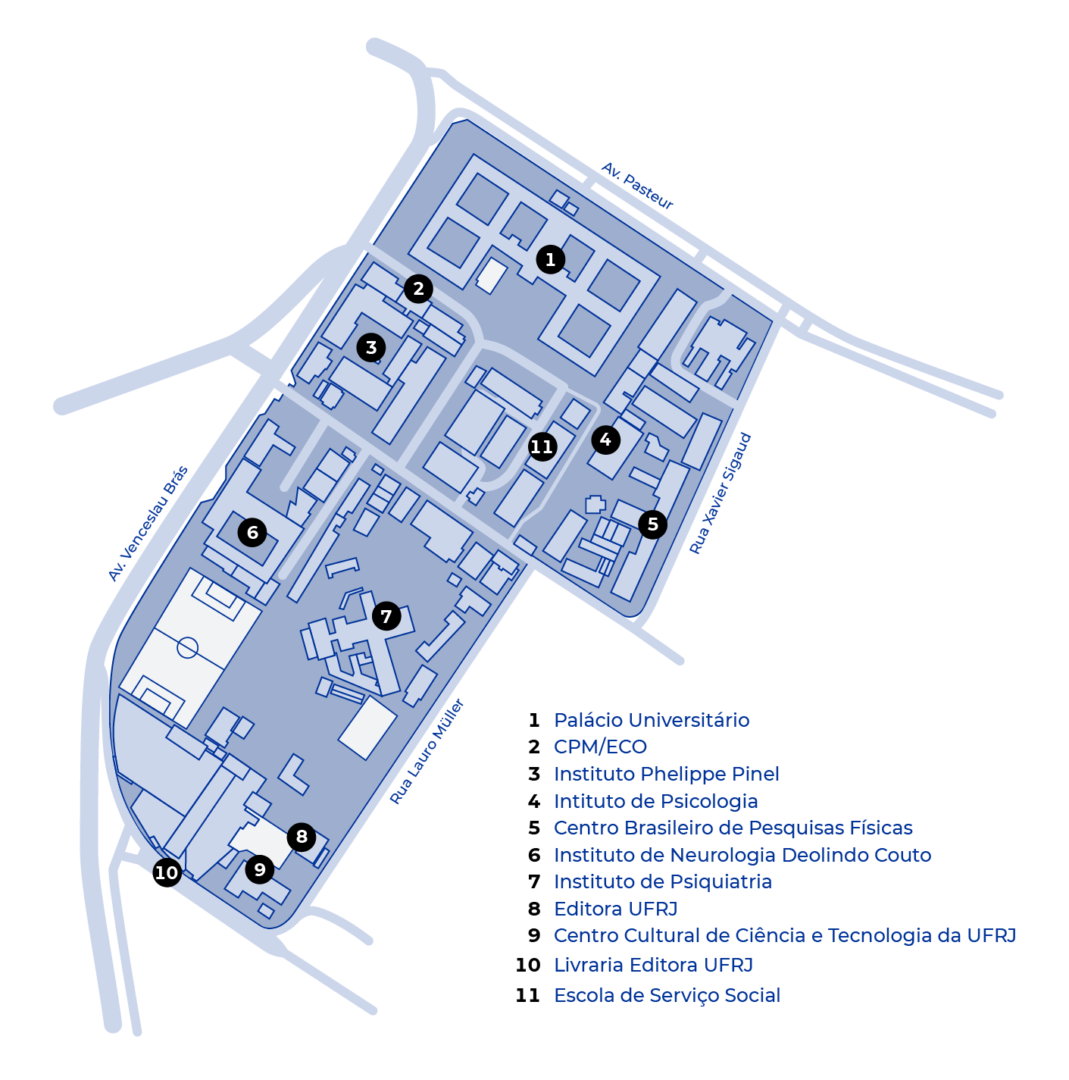 Av. Pasteur
1
2
3
11
4
Rua Xavier Sigaud
5
Av. Venceslau Brás
6
7
Rua Lauro Müller
8
9
10
1 Palácio Universitário
2 CPM/ECO
3 Instituto Phelippe Pinel
4 Intituto de Psicologia
5 Centro Brasileiro de Pesquisas Físicas
6 Instituto de Neurologia Deolindo Couto
7 Instituto de Psiquiatria
8 Editora UFRJ
9 Centro Cultural de Ciência e Tecnologia da UFRJ
10 Livraria Editora UFRJ
11 Escola de Serviço Social